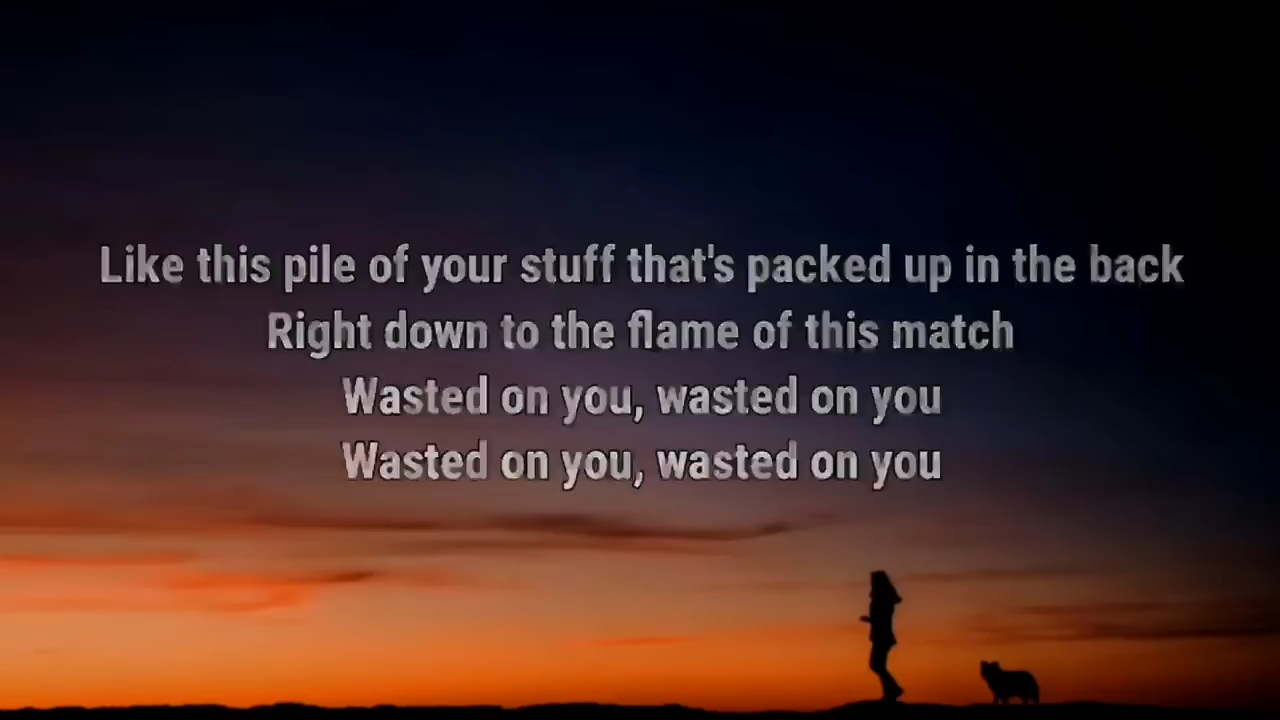 Like this pile of your stuff that's packed up in the back
Right down to the flame of this match
Wasted on you, wasted on you
Wasted on you, wasted on you